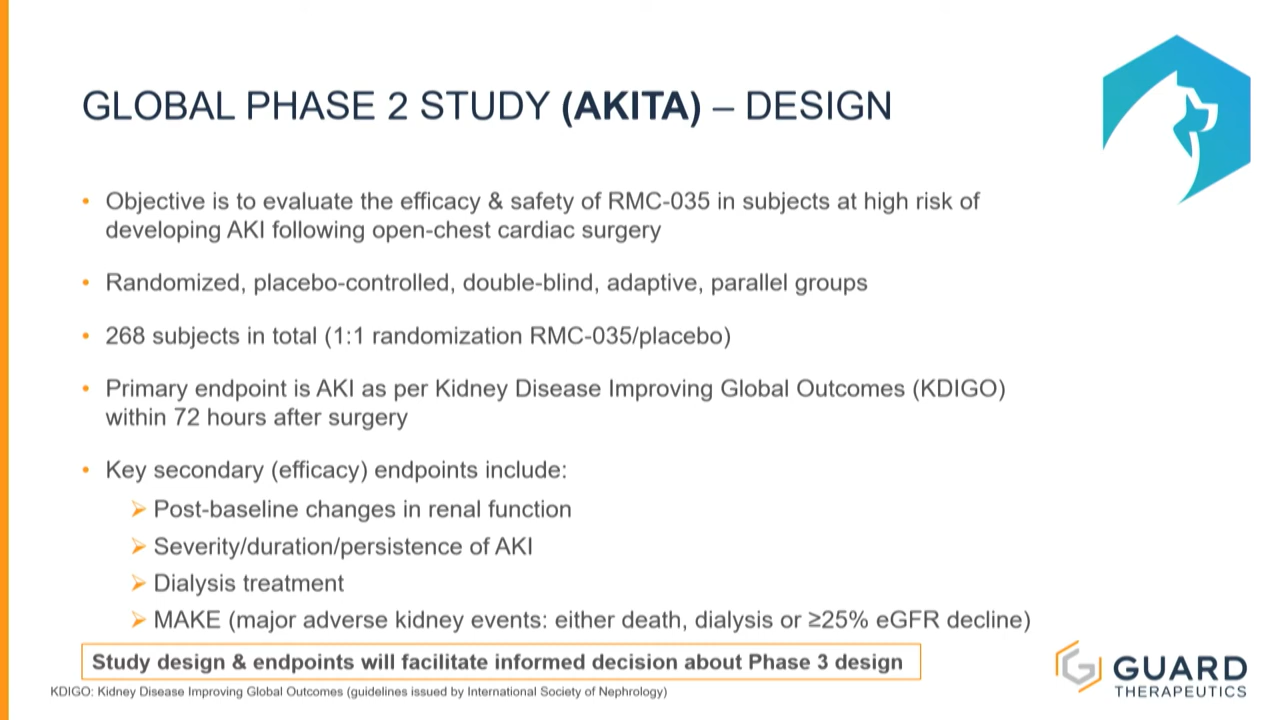 GLOBAL PHASE 2 STUDY (AKITA) – DESIGN
• Objective is to evaluate the efficacy & safety of RMC-035 in subjects at high risk of
developing AKI following open-chest cardiac surgery
• Randomized, placebo-controlled, double-blind, adaptive, parallel groups
• 268 subjects in total (1:1 randomization RMC-035/placebo)
• Primary endpoint is AKI as per Kidney Disease Improving Global Outcomes (KDIGO)
within 72 hours after surgery
• Key secondary (efficacy) endpoints include:
➢ Post-baseline changes in renal function
➢ Severity/duration/persistence of AKI
➢ Dialysis treatment
➢ MAKE (major adverse kidney events: either death, dialysis or ≥25% eGFR decline)
Study design & endpoints will facilitate informed decision about Phase 3 design
KDIGO: Kidney Disease Improving Global Outcomes (guidelines issued by International Society of Nephrology)
GUARD
THERAPEUTICS